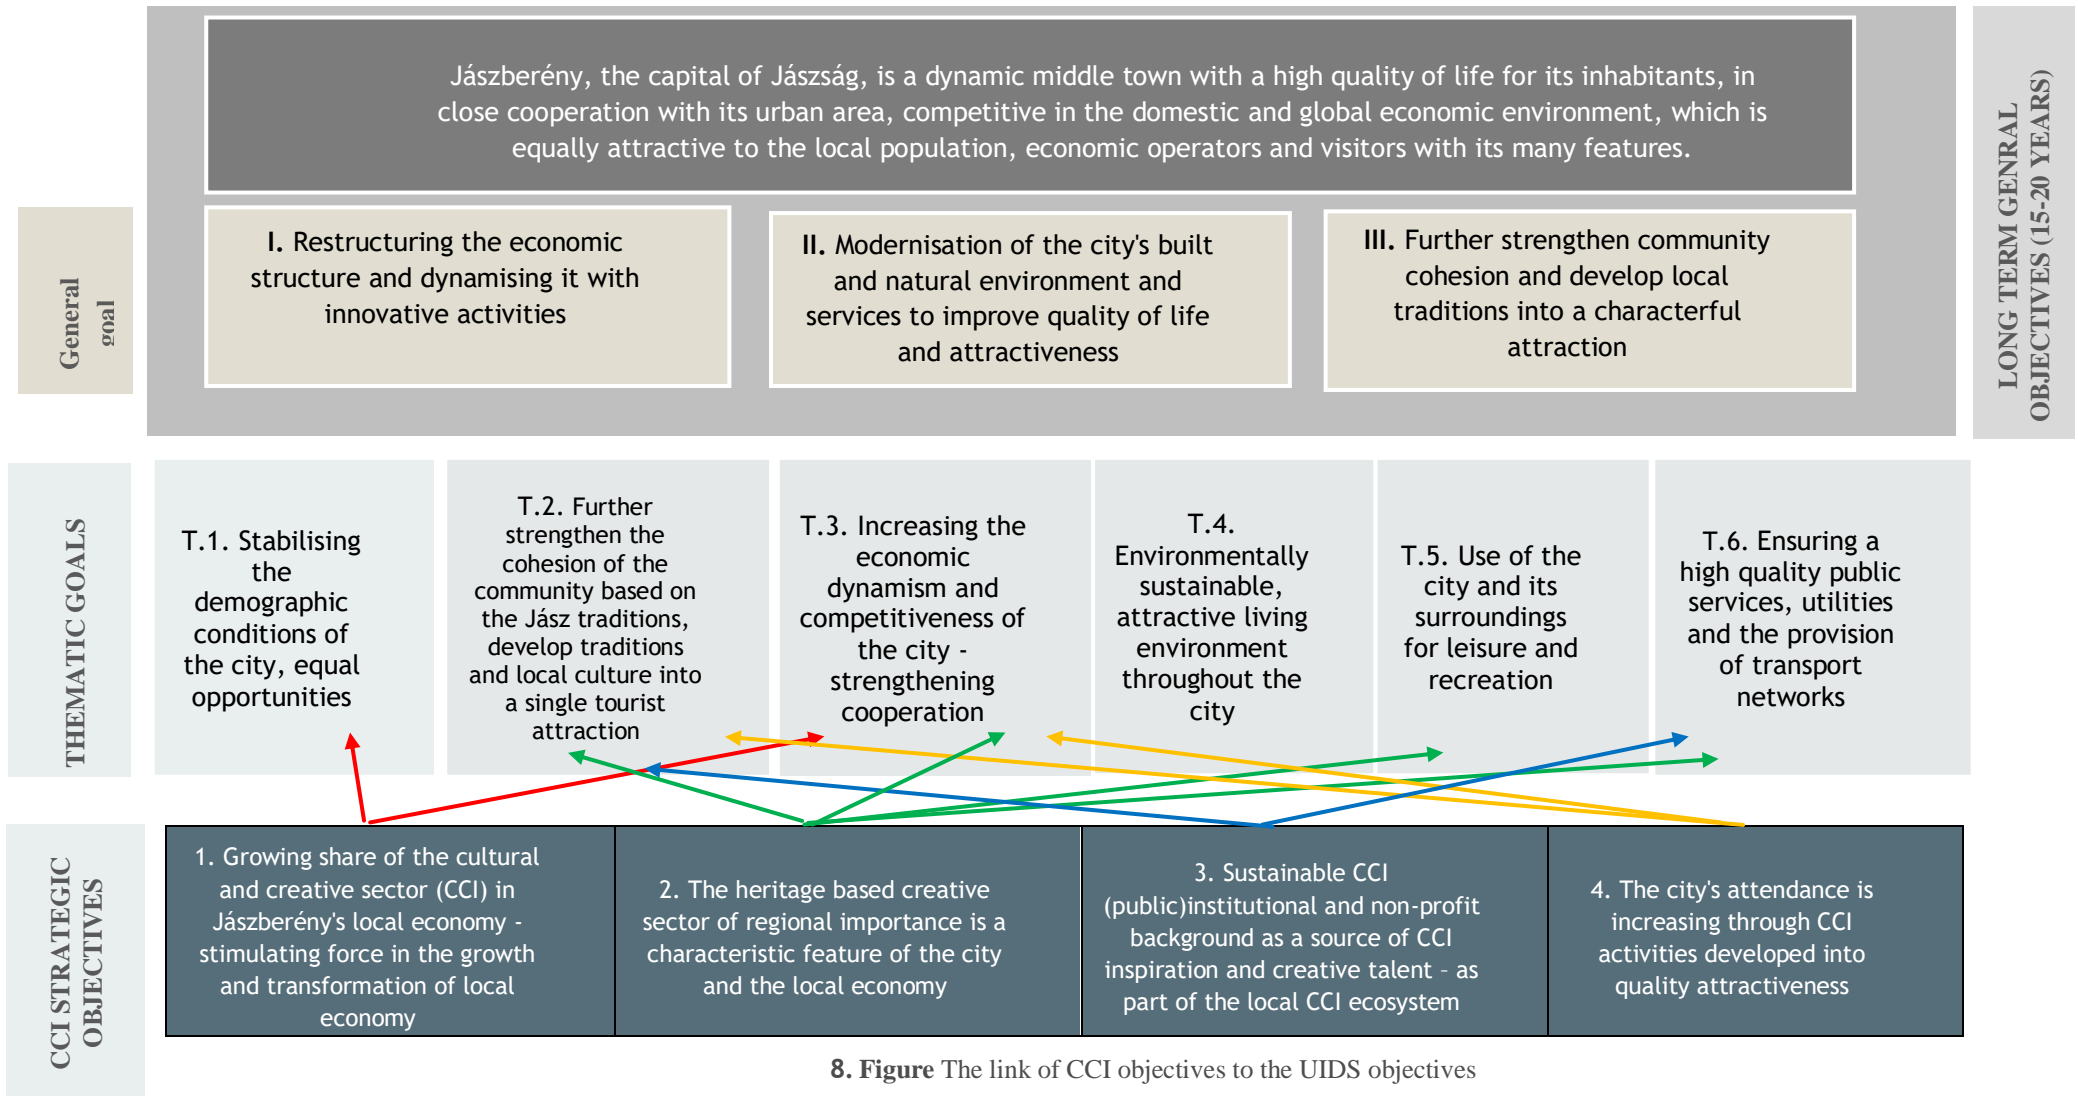 Jászberény, the capital of Jászság, is a dynamic middle town with a high quality of life for its inhabitants, in
close cooperation with its urban area, competitive in the domestic and global economic environment, which is
equally attractive to the local population, economic operators and visitors with its many features.
LONG TERM GENRAL
OBJECTIVES (15-20 YEARS)
General
goal
I. Restructuring the economic
structure and dynamising it with
innovative activities
II. Modernisation of the city's built
and natural environment and
services to improve quality of life
and attractiveness
III. Further strengthen community
cohesion and develop local
traditions into a characterful
attraction
THEMATIC GOALS
T.1. Stabilising
the
demographic
conditions of
the city, equal
opportunities
T.2. Further
strengthen the
cohesion of the
community based on
the Jász traditions,
develop traditions
and local culture into
a single tourist
attraction
T.3. Increasing the
economic
dynamism and
competitiveness of
the city -
strengthening
cooperation
T.4.
Environmentally
sustainable,
attractive living
environment
throughout the
city
T.5. Use of the
city and its
surroundings
for leisure and
recreation
T.6. Ensuring a
high quality public
services, utilities
and the provision
of transport
networks
CCI STRATEGIC
OBJECTIVES
1. Growing share of the cultural
and creative sector (CCI) in
Jászberény's local economy -
stimulating force in the growth
and transformation of local
economy
2. The heritage based creative
sector of regional importance is a
characteristic feature of the city
and the local economy
3. Sustainable CCI
(public)institutional and non-profit
background as a source of CCI
inspiration and creative talent – as
part of the local CCI ecosystem
4. The city's attendance is
increasing through CCI
activities developed into
quality attractiveness
8. Figure The link of CCI objectives to the UIDS objectives